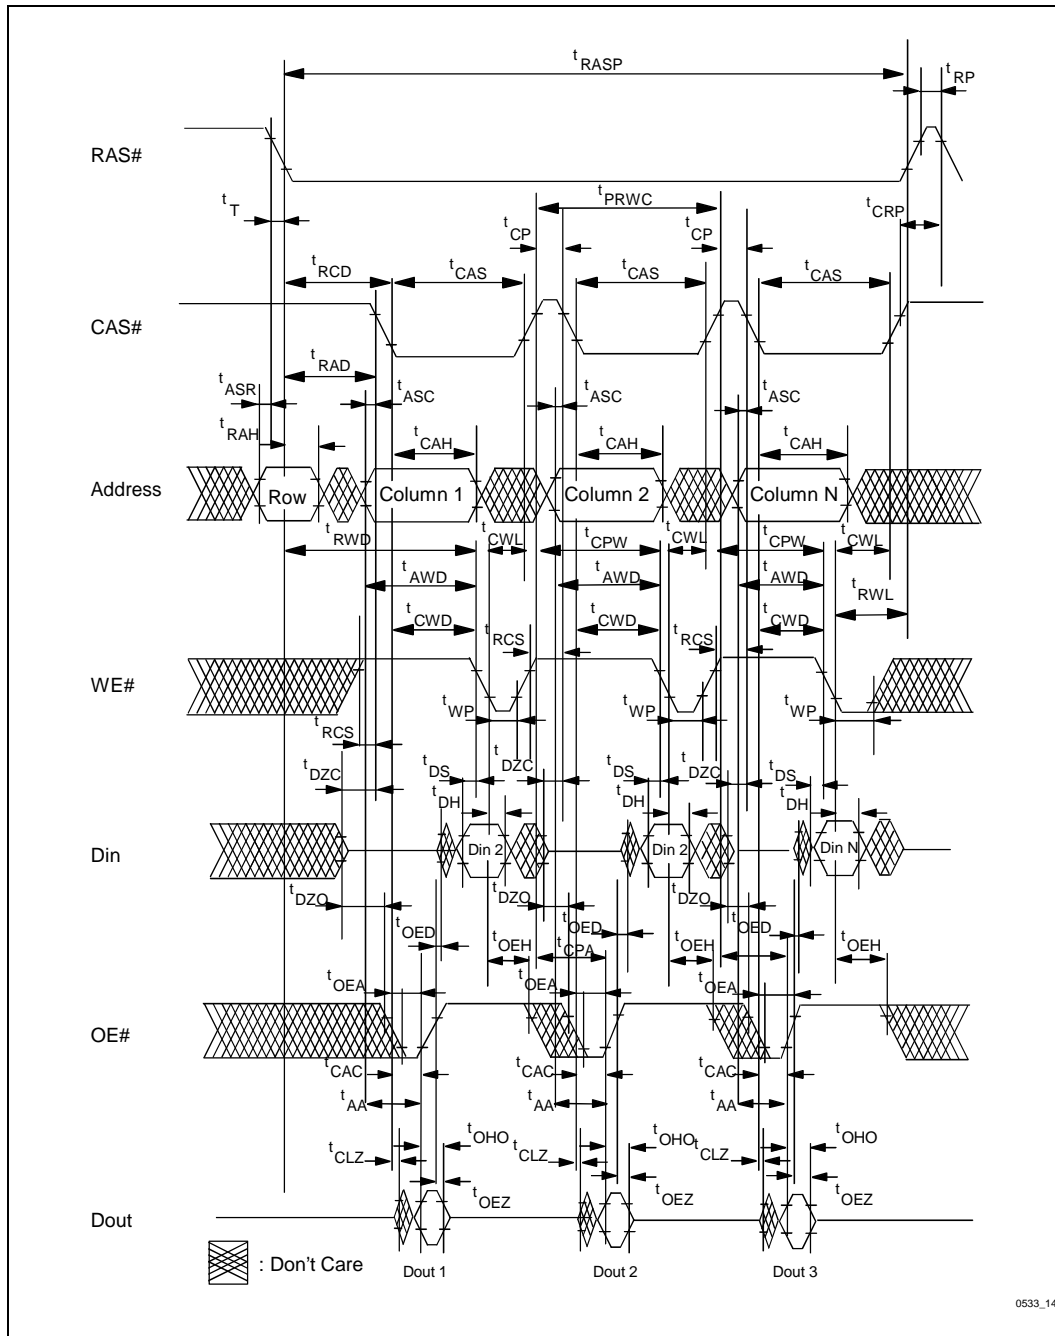 tRASP
tRP
RAS#
tT
tPRWC
tCRP
tCP
tCP
tRCD
tCAS
tCAS
tCAS
CAS#
tRAD
tASR
tASC
tASC
tASC
tRAH
tCAH
tCAH
tCAH
Address
Row
Column 1
Column 2
Column N
tRWD
tCWL
tCPW
tCWL
tCPW
tCWL
tAWD
tAWD
tAWD
tRWL
tCWD
tCWD
tCWD
tRCS
tRCS
WE#
tWP
tWP
tWP
tRCS
tDZC
tDS
tDZC
tDS
tDZC
tDS
tDH
tDH
tDH
Din
Din 2
Din 2
Din N
tDZO
tDZO
tDZO
tOED
tOED
tOED
tOEH
tCPA
tOEH
tOEH
tOEA
tOEA
tOEA
OE#
tCAC
tCAC
tCAC
tAA
tAA
tAA
tOHO
tOHO
tOHO
tCLZ
tCLZ
tCLZ
tOEZ
tOEZ
tOEZ
Dout
: Don't Care
Dout 1
Dout 2
Dout 3
0533_14